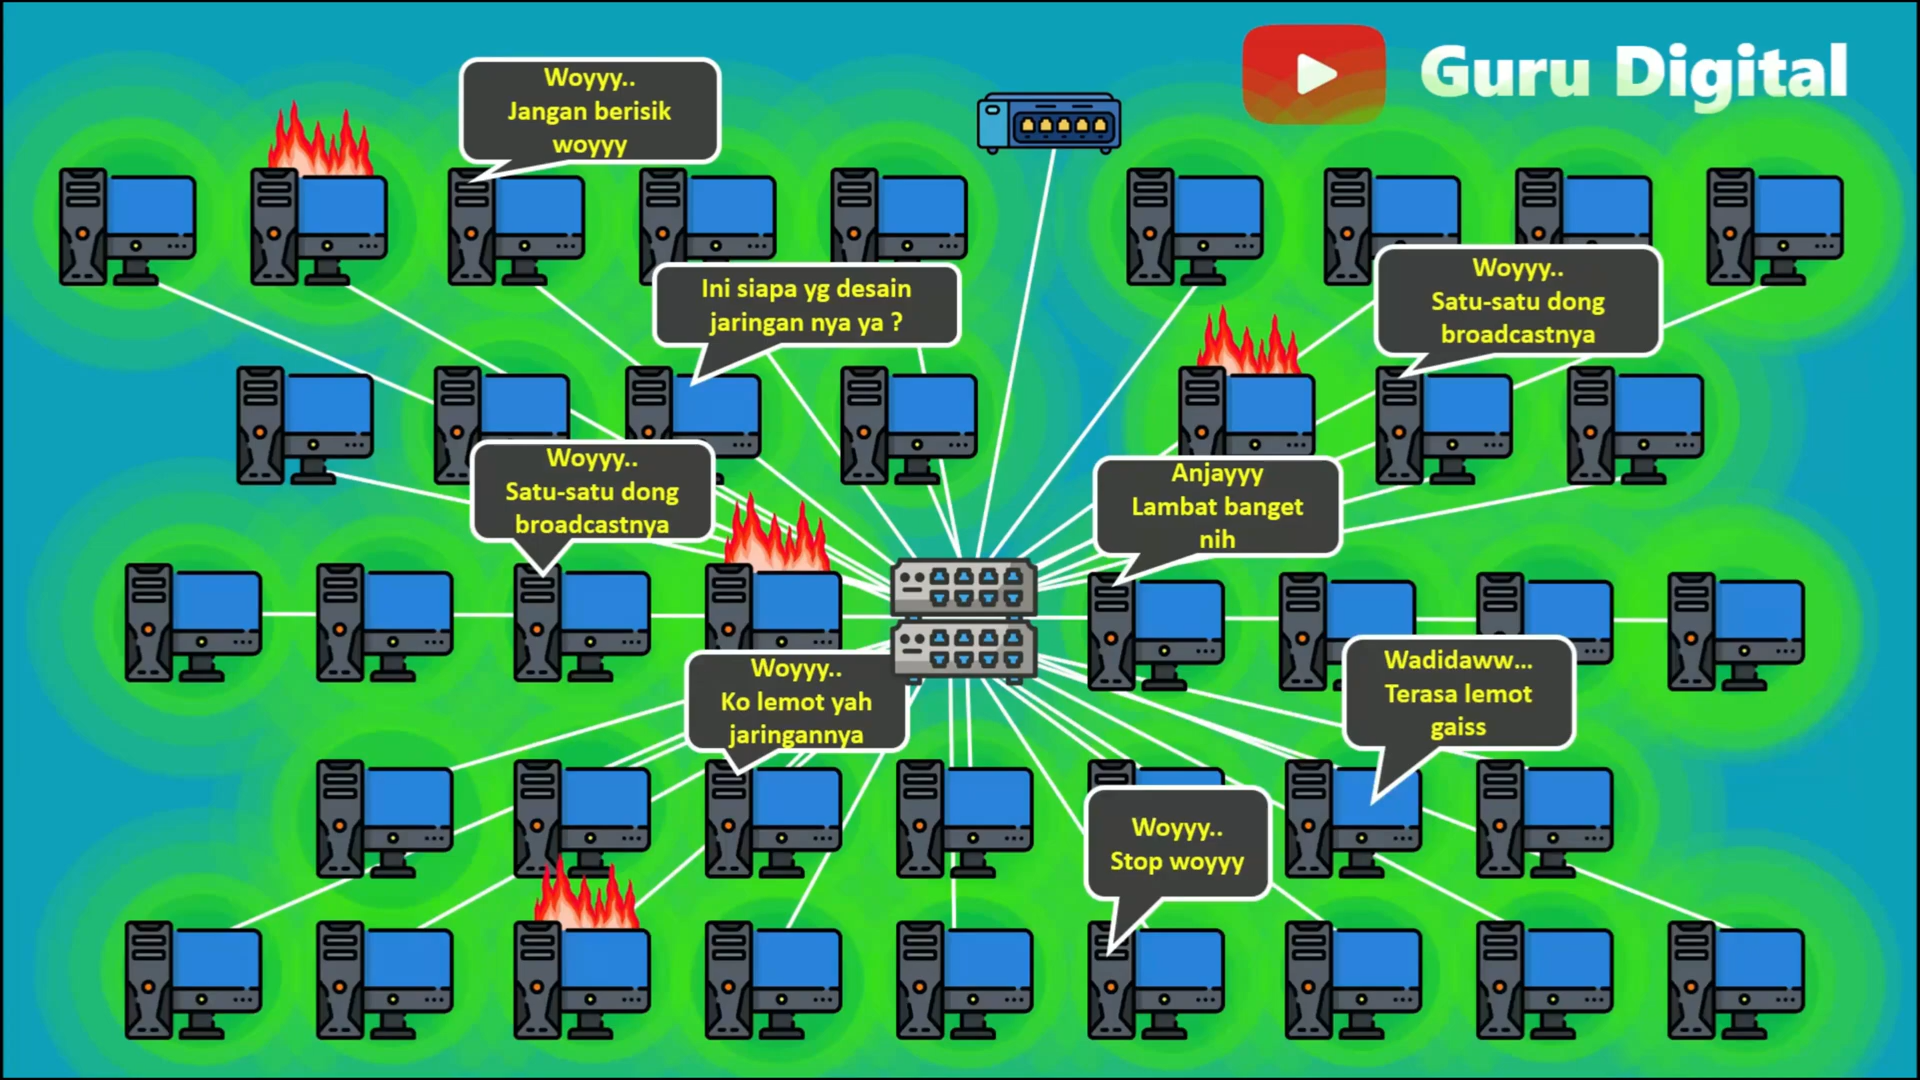 Guru Digital
Woyyy..
Jangan berisik
woyyy
Ini siapa yg desain
jaringan nya ya ?
Woyyy..
Satu-satu dong
broadcastnya
Woyyy..
Satu-satu dong
broadcastnya
Anjayyy
Lambat banget
nih
Woyyy..
Ko lemot yah
jaringannya
Wadidaww...
Terasa lemot
gaiss
Woyyy..
Stop woyyy